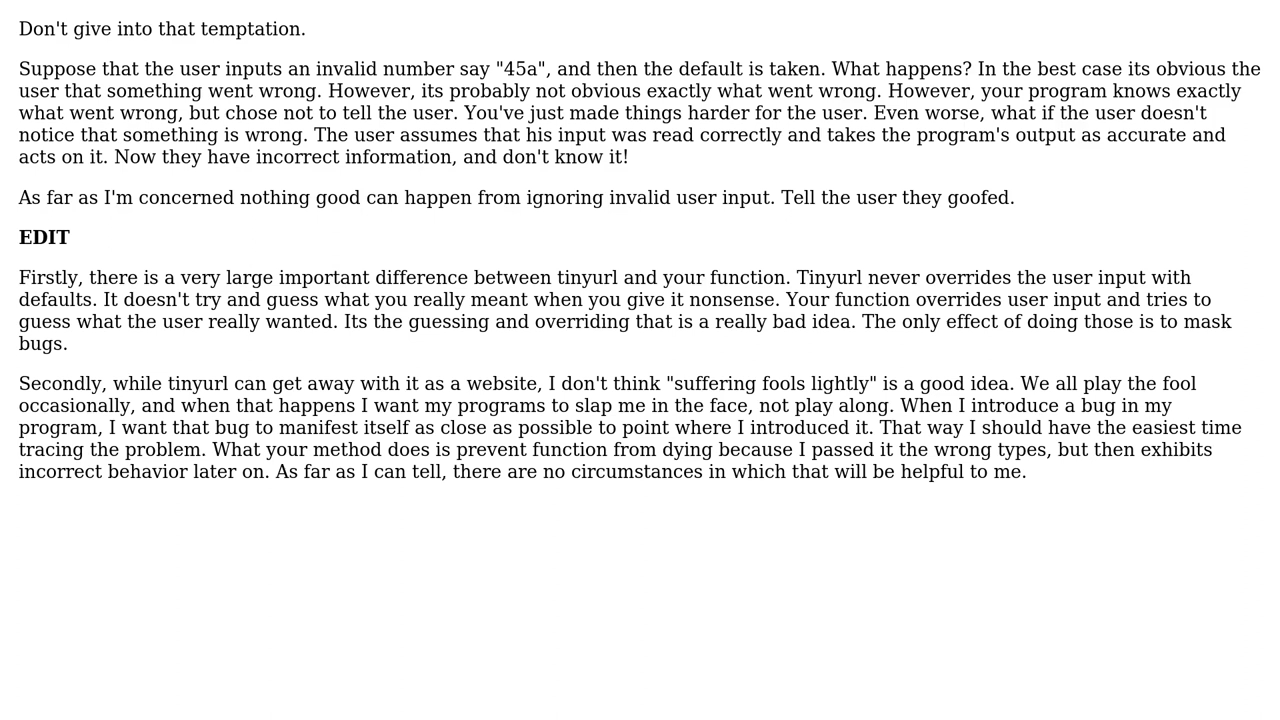 Don't give into that temptation.
Suppose that the user inputs an invalid number say "45a", and then the default is taken. What happens? In the best case its obvious the
user that something went wrong. However, its probably not obvious exactly what went wrong. However, your program knows exactly
what went wrong, but chose not to tell the user. You've just made things harder for the user. Even worse, what if the user doesn't
notice that something is wrong. The user assumes that his input was read correctly and takes the program's output as accurate and
acts on it. Now they have incorrect information, and don't know it!
As far as I'm concerned nothing good can happen from ignoring invalid user input. Tell the user they goofed.
EDIT
Firstly, there is a very large important difference between tinyurl and your function. Tinyurl never overrides the user input with
defaults. It doesn't try and guess what you really meant when you give it nonsense. Your function overrides user input and tries to
guess what the user really wanted. Its the guessing and overriding that is a really bad idea. The only effect of doing those is to mask
bugs.
Secondly, while tinyurl can get away with it as a website, I don't think "suffering fools lightly" is a good idea. We all play the fool
occasionally, and when that happens I want my programs to slap me in the face, not play along. When I introduce a bug in my
program, I want that bug to manifest itself as close as possible to point where I introduced it. That way I should have the easiest time
tracing the problem. What your method does is prevent function from dying because I passed it the wrong types, but then exhibits
incorrect behavior later on. As far as I can tell, there are no circumstances in which that will be helpful to me.